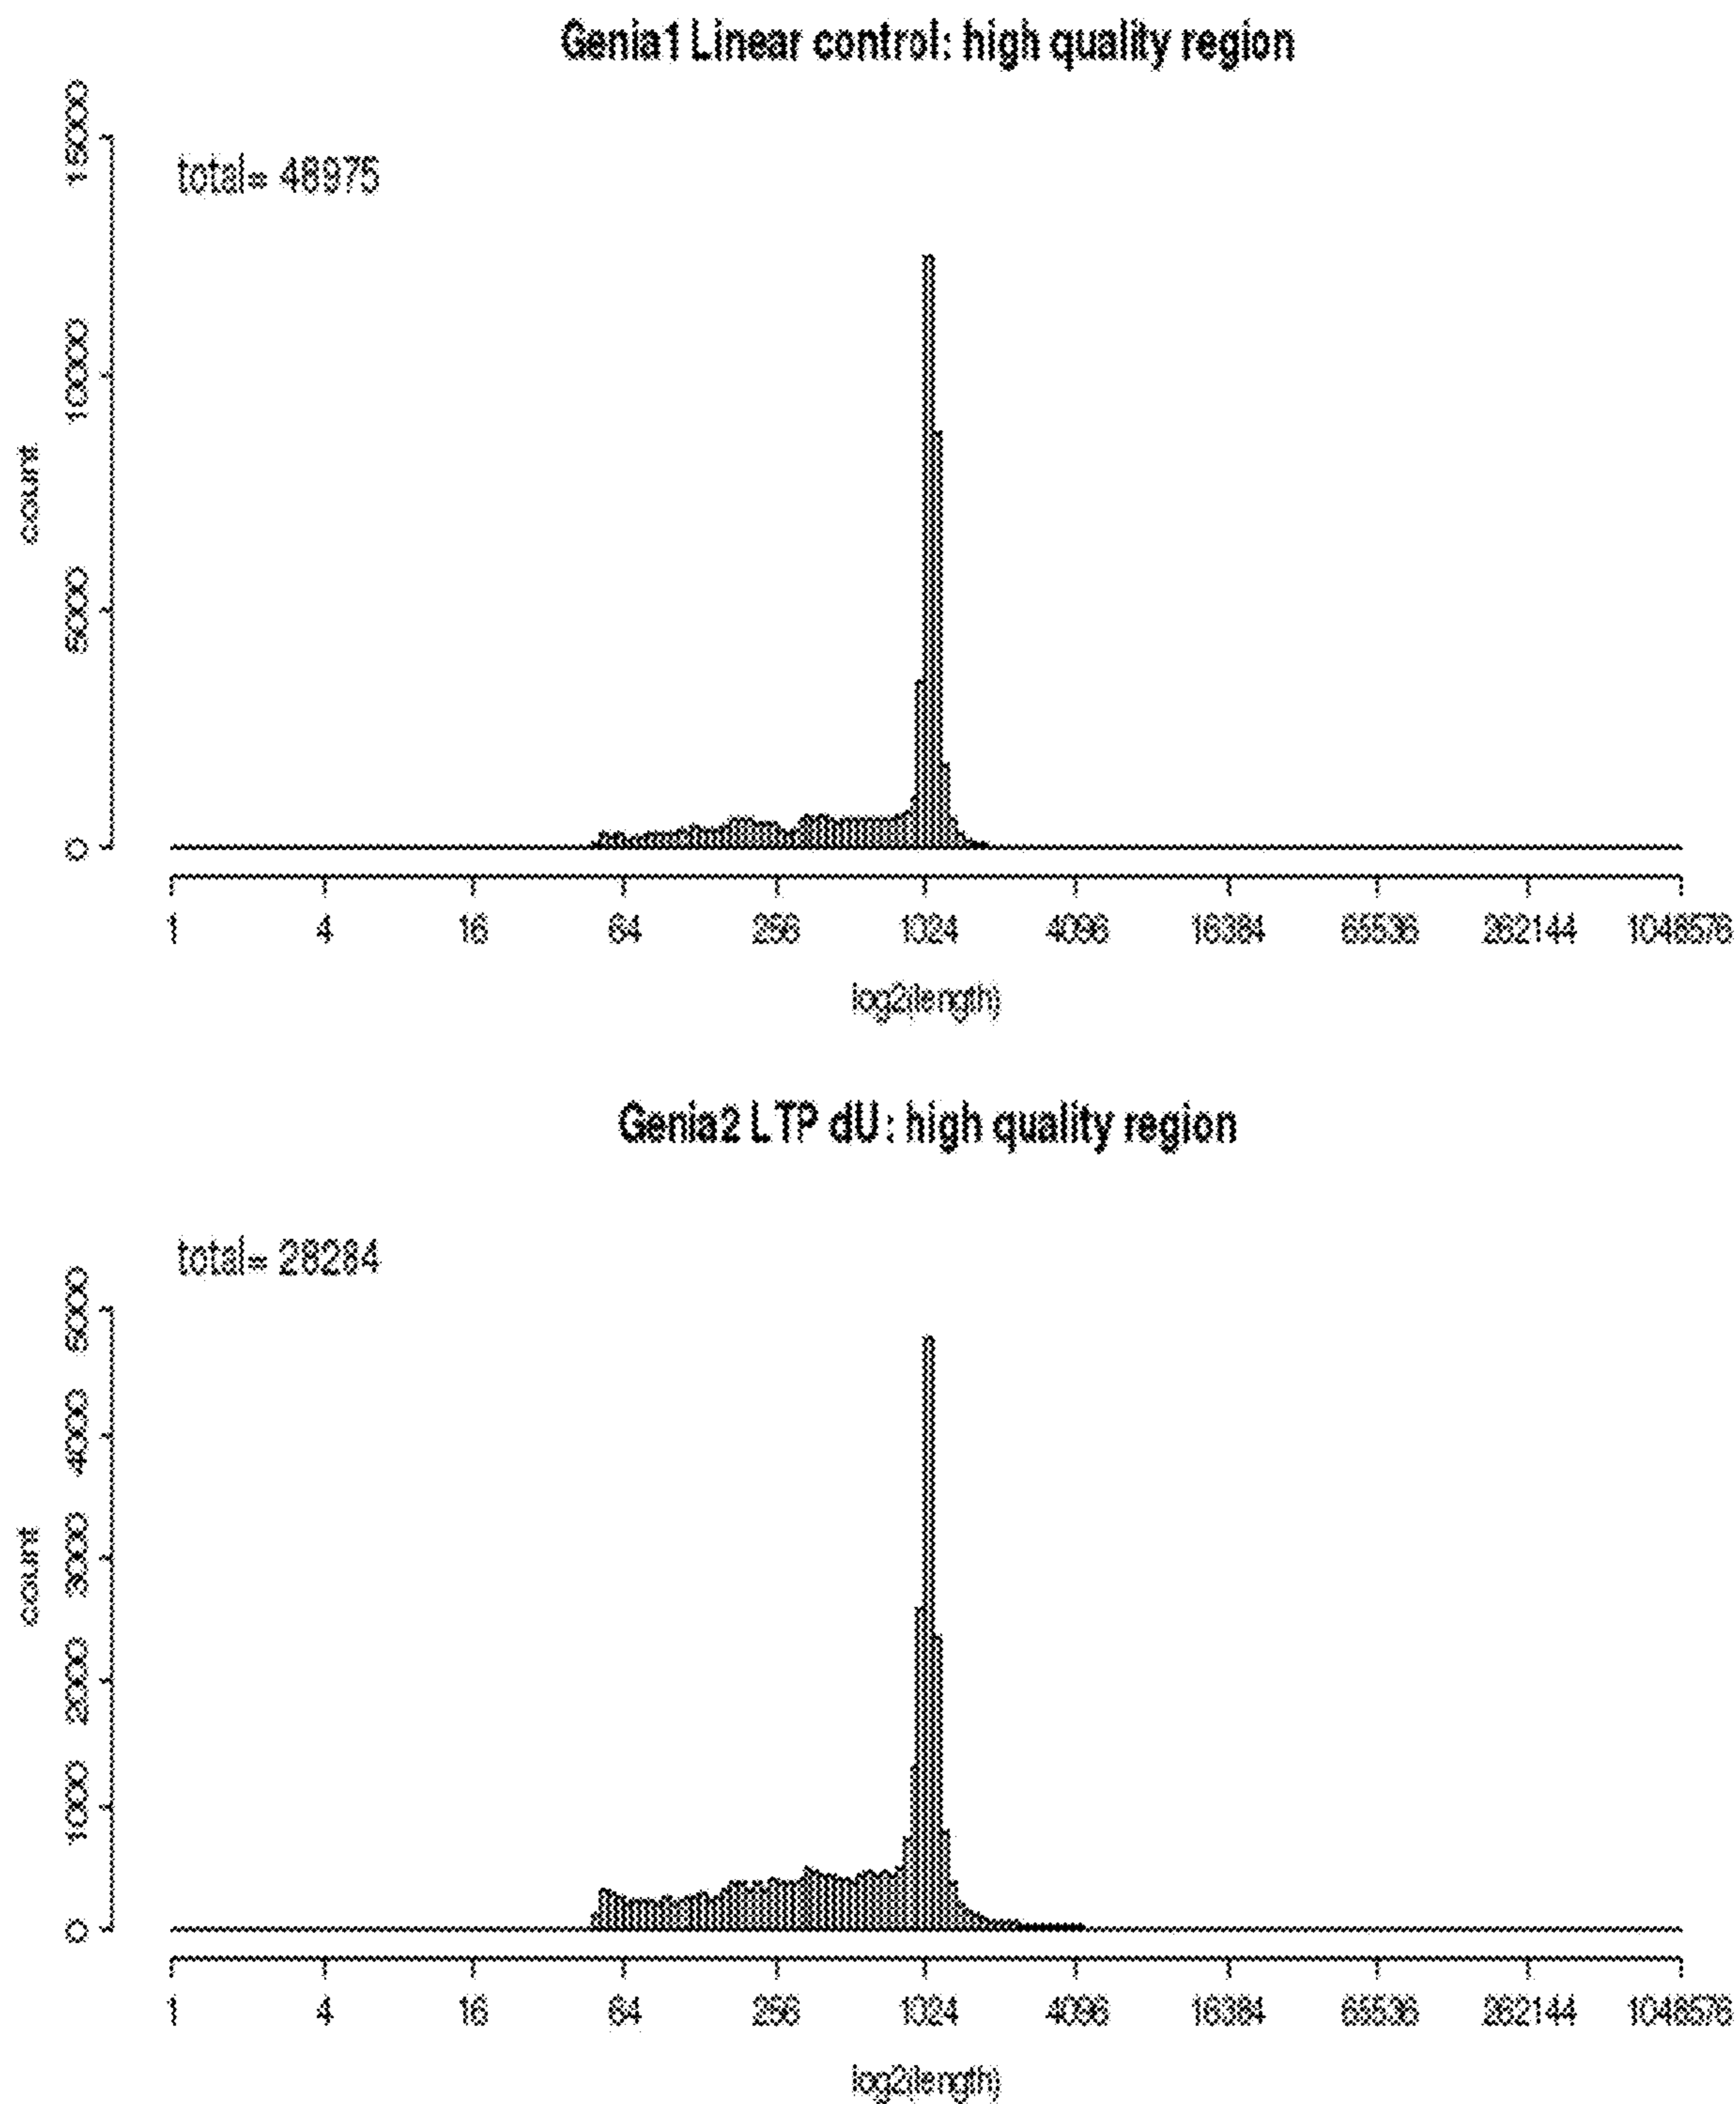 Genia1 Linear control: high quality region
total= 48975
15000
10000
5000
0
count
1 4 16 64 256 1024 4096 16384 65536 262144 1048576
log2(length)
Genia2 LTP dU: high quality region
total= 28284
5000
4000
3000
2000
1000
0
count
1 4 16 64 256 1024 4096 16384 65536 262144 1048576
log2(length)